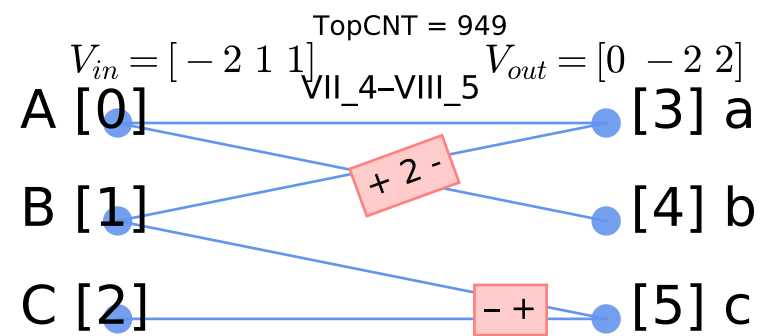 TopCNT = 949
V_in = [ − 2 1 1] V_out = [0 − 2 2]
VII_4–VIII_5
A [0] [3] a
+ 2 -
B [1] [4] b
C [2] – + [5] c